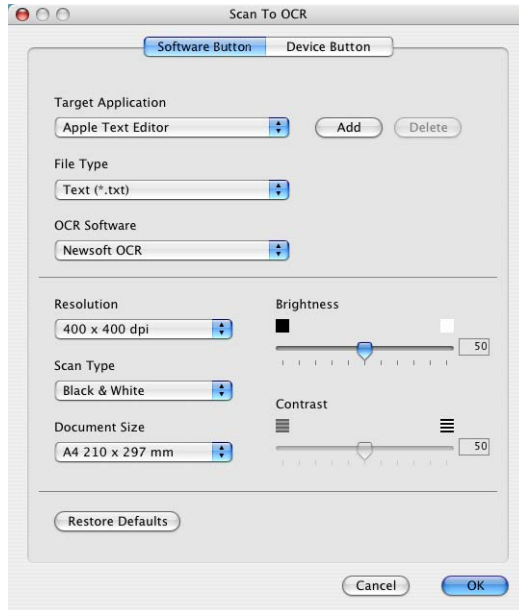 Scan To OCR
Software Button Device Button
Target Application
Apple Text Editor Add Delete
File Type
Text (*.txt)
OCR Software
Newsoft OCR
Resolution
400 x 400 dpi
Scan Type
Black & White
Document Size
A4 210 x 297 mm
Brightness
50
Contrast
50
Restore Defaults
Cancel OK